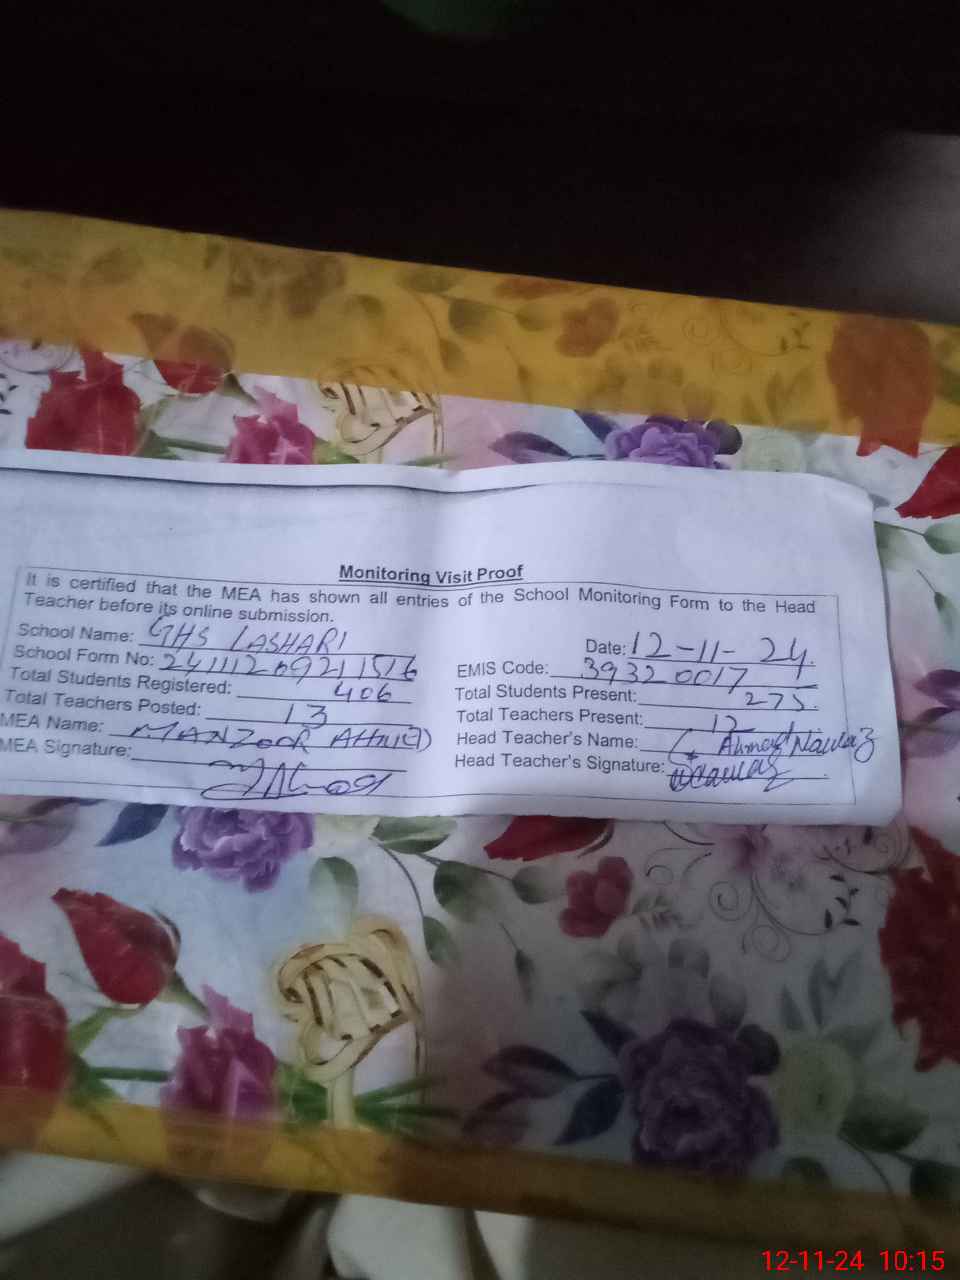 Monitoring Visit Proof
It is certified that the MEA has shown all entries of the School Monitoring Form to the Head
Teacher before its online submission.
School Name: GHS LASHARI
Date: 12-11-24.
School Form No: 24111209211516
EMIS Code: 39320017
Total Students Registered: 406
Total Students Present: 275.
Total Teachers Posted: 13
Total Teachers Present: 12
MEA Name: MANZOOR AHMED
Head Teacher's Name: Ahmad Nawaz
MEA Signature:
Head Teacher's Signature:
12-11-24 10:15